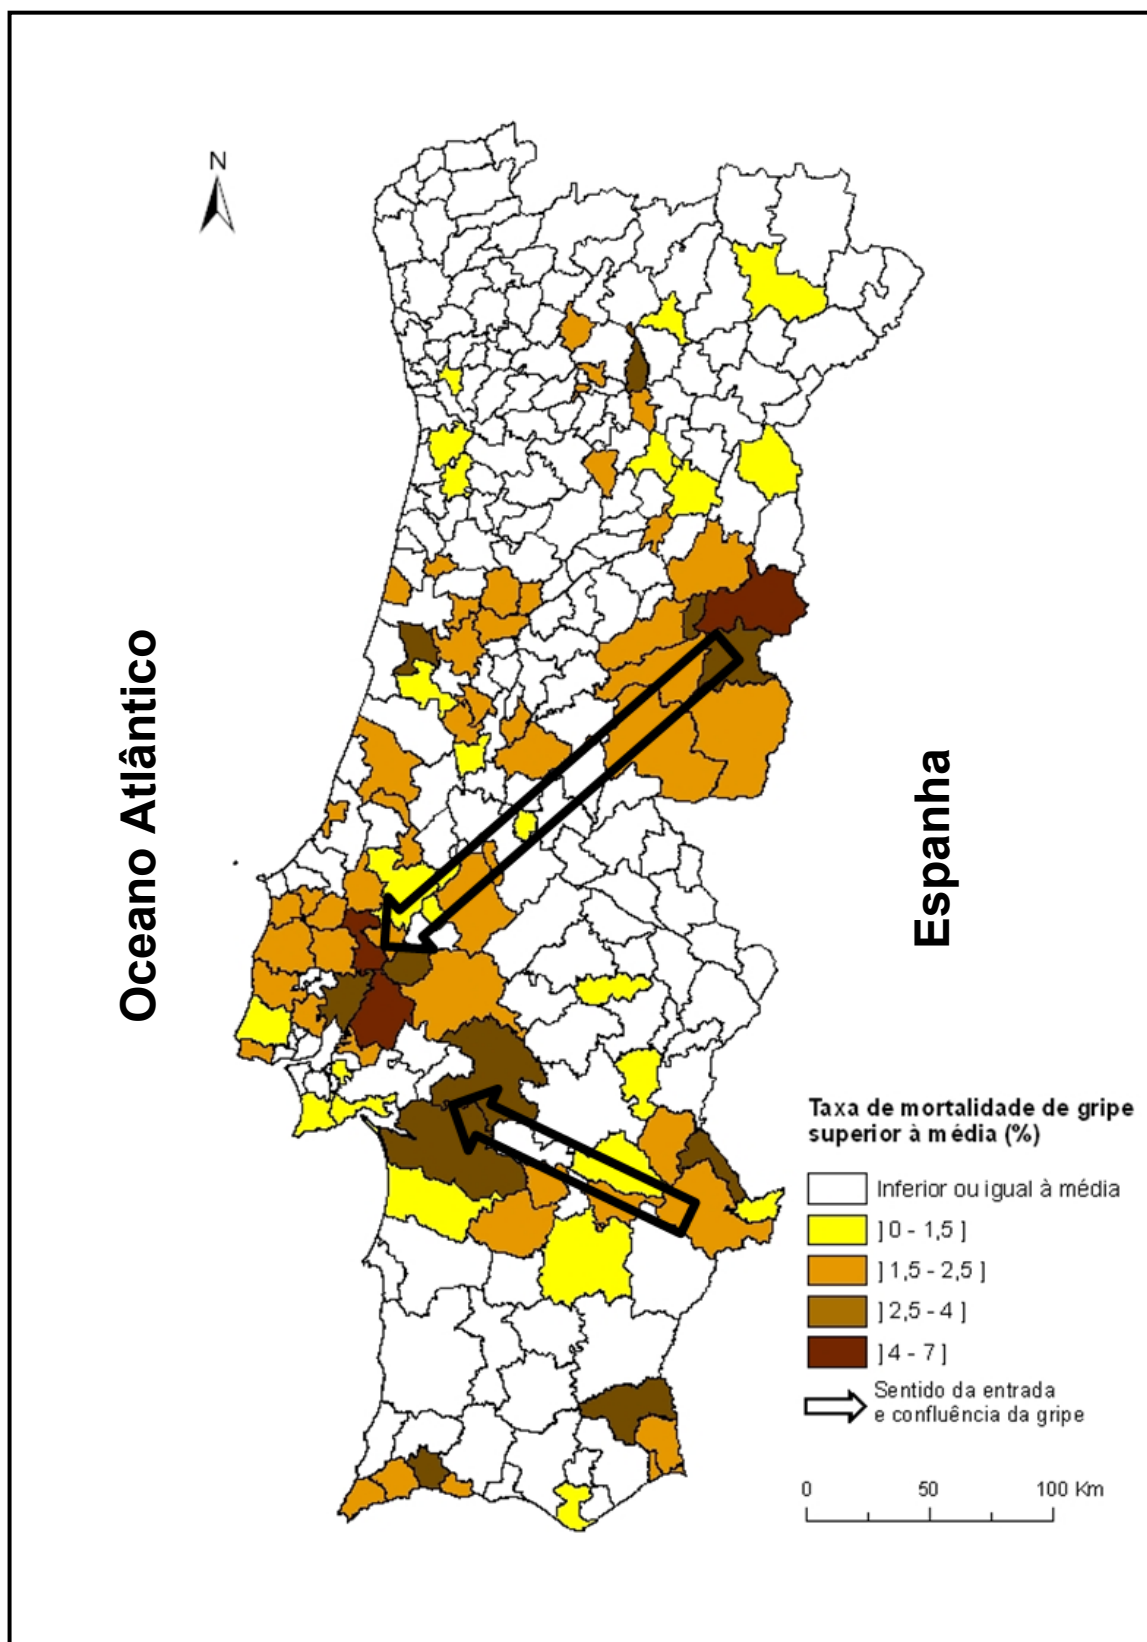 N
Oceano Atlântico
Espanha
Taxa de mortalidade de gripe
superior à média (%)
Inferior ou igual à média
] 0 - 1,5 ]
] 1,5 - 2,5 ]
] 2,5 - 4 ]
] 4 - 7 ]
Sentido da entrada
e confluência da gripe
0 50 100 Km